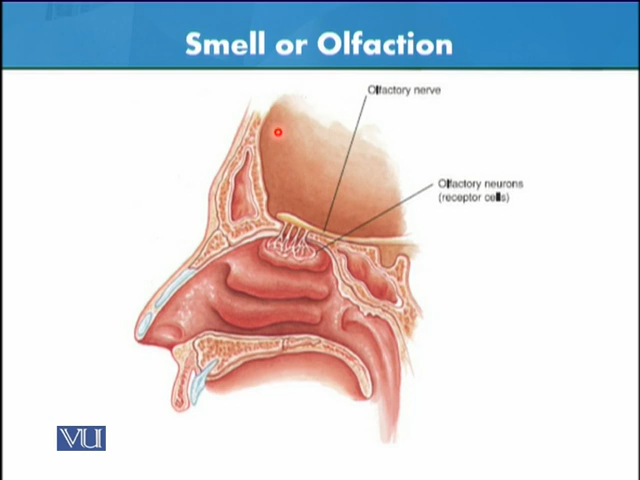 Smell or Olfaction
Olfactory nerve
Olfactory neurons
(receptor cells)
VU